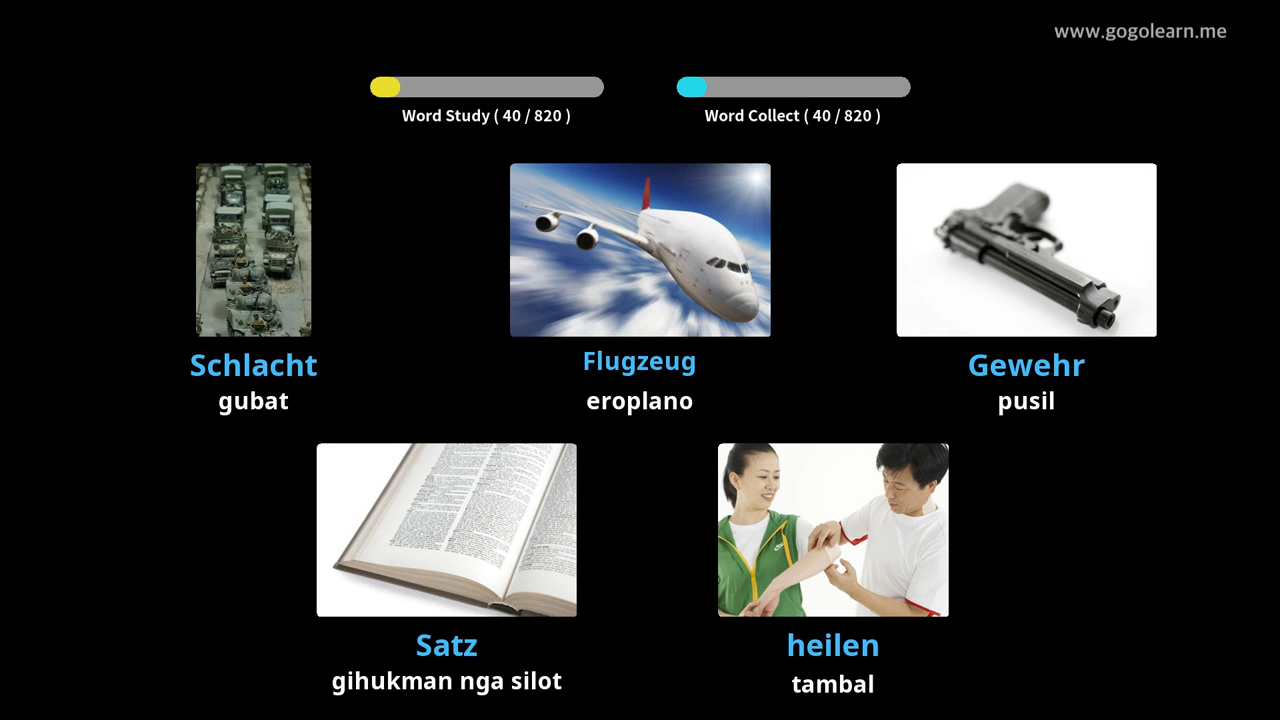 www.gogolearn.me
Word Study ( 40 / 820 )
Word Collect ( 40 / 820 )
Schlacht
gubat
Flugzeug
eroplano
Gewehr
pusil
Satz
gihukman nga silot
heilen
tambal